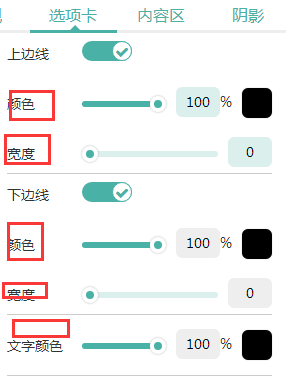 选项卡 内容区 阴影
上边线
颜色 100 %
宽度 0
下边线
颜色 100 %
宽度 0
文字颜色 100 %